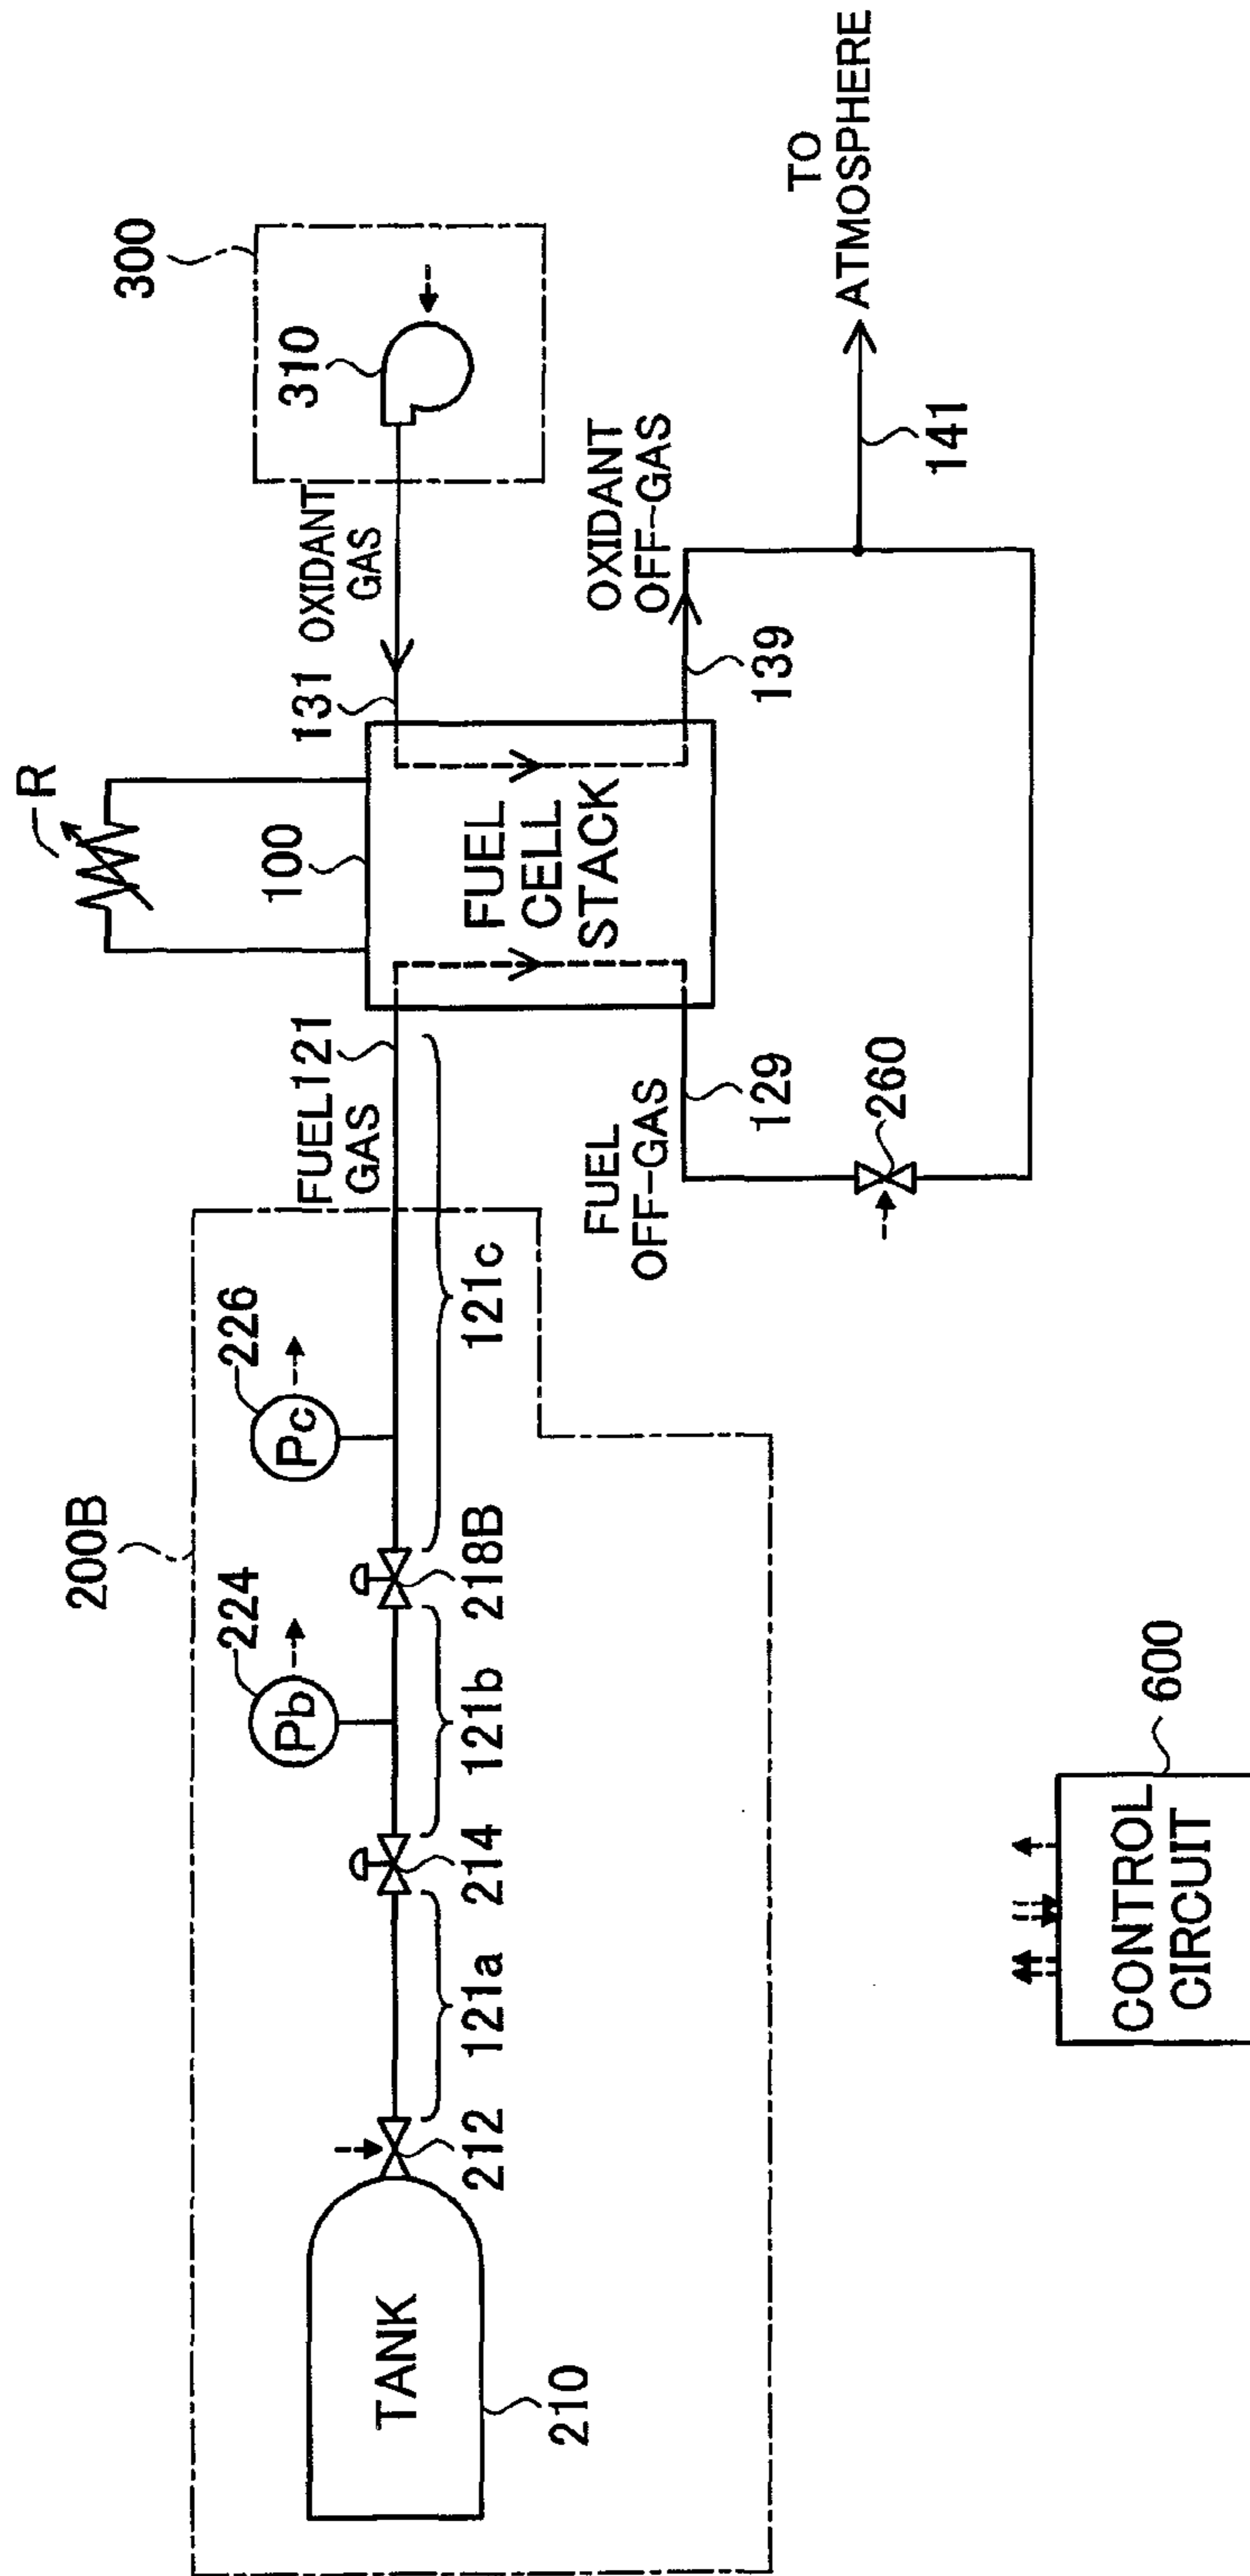 200B
224
226
Pb
Pc
TANK
210
212
121a
214
121b
218B
121c
FUEL
GAS
121
R
100
FUEL
CELL
STACK
131
OXIDANT
GAS
300
310
FUEL
OFF-GAS
129
260
OXIDANT
OFF-GAS
139
141
TO
ATMOSPHERE
600
CONTROL
CIRCUIT